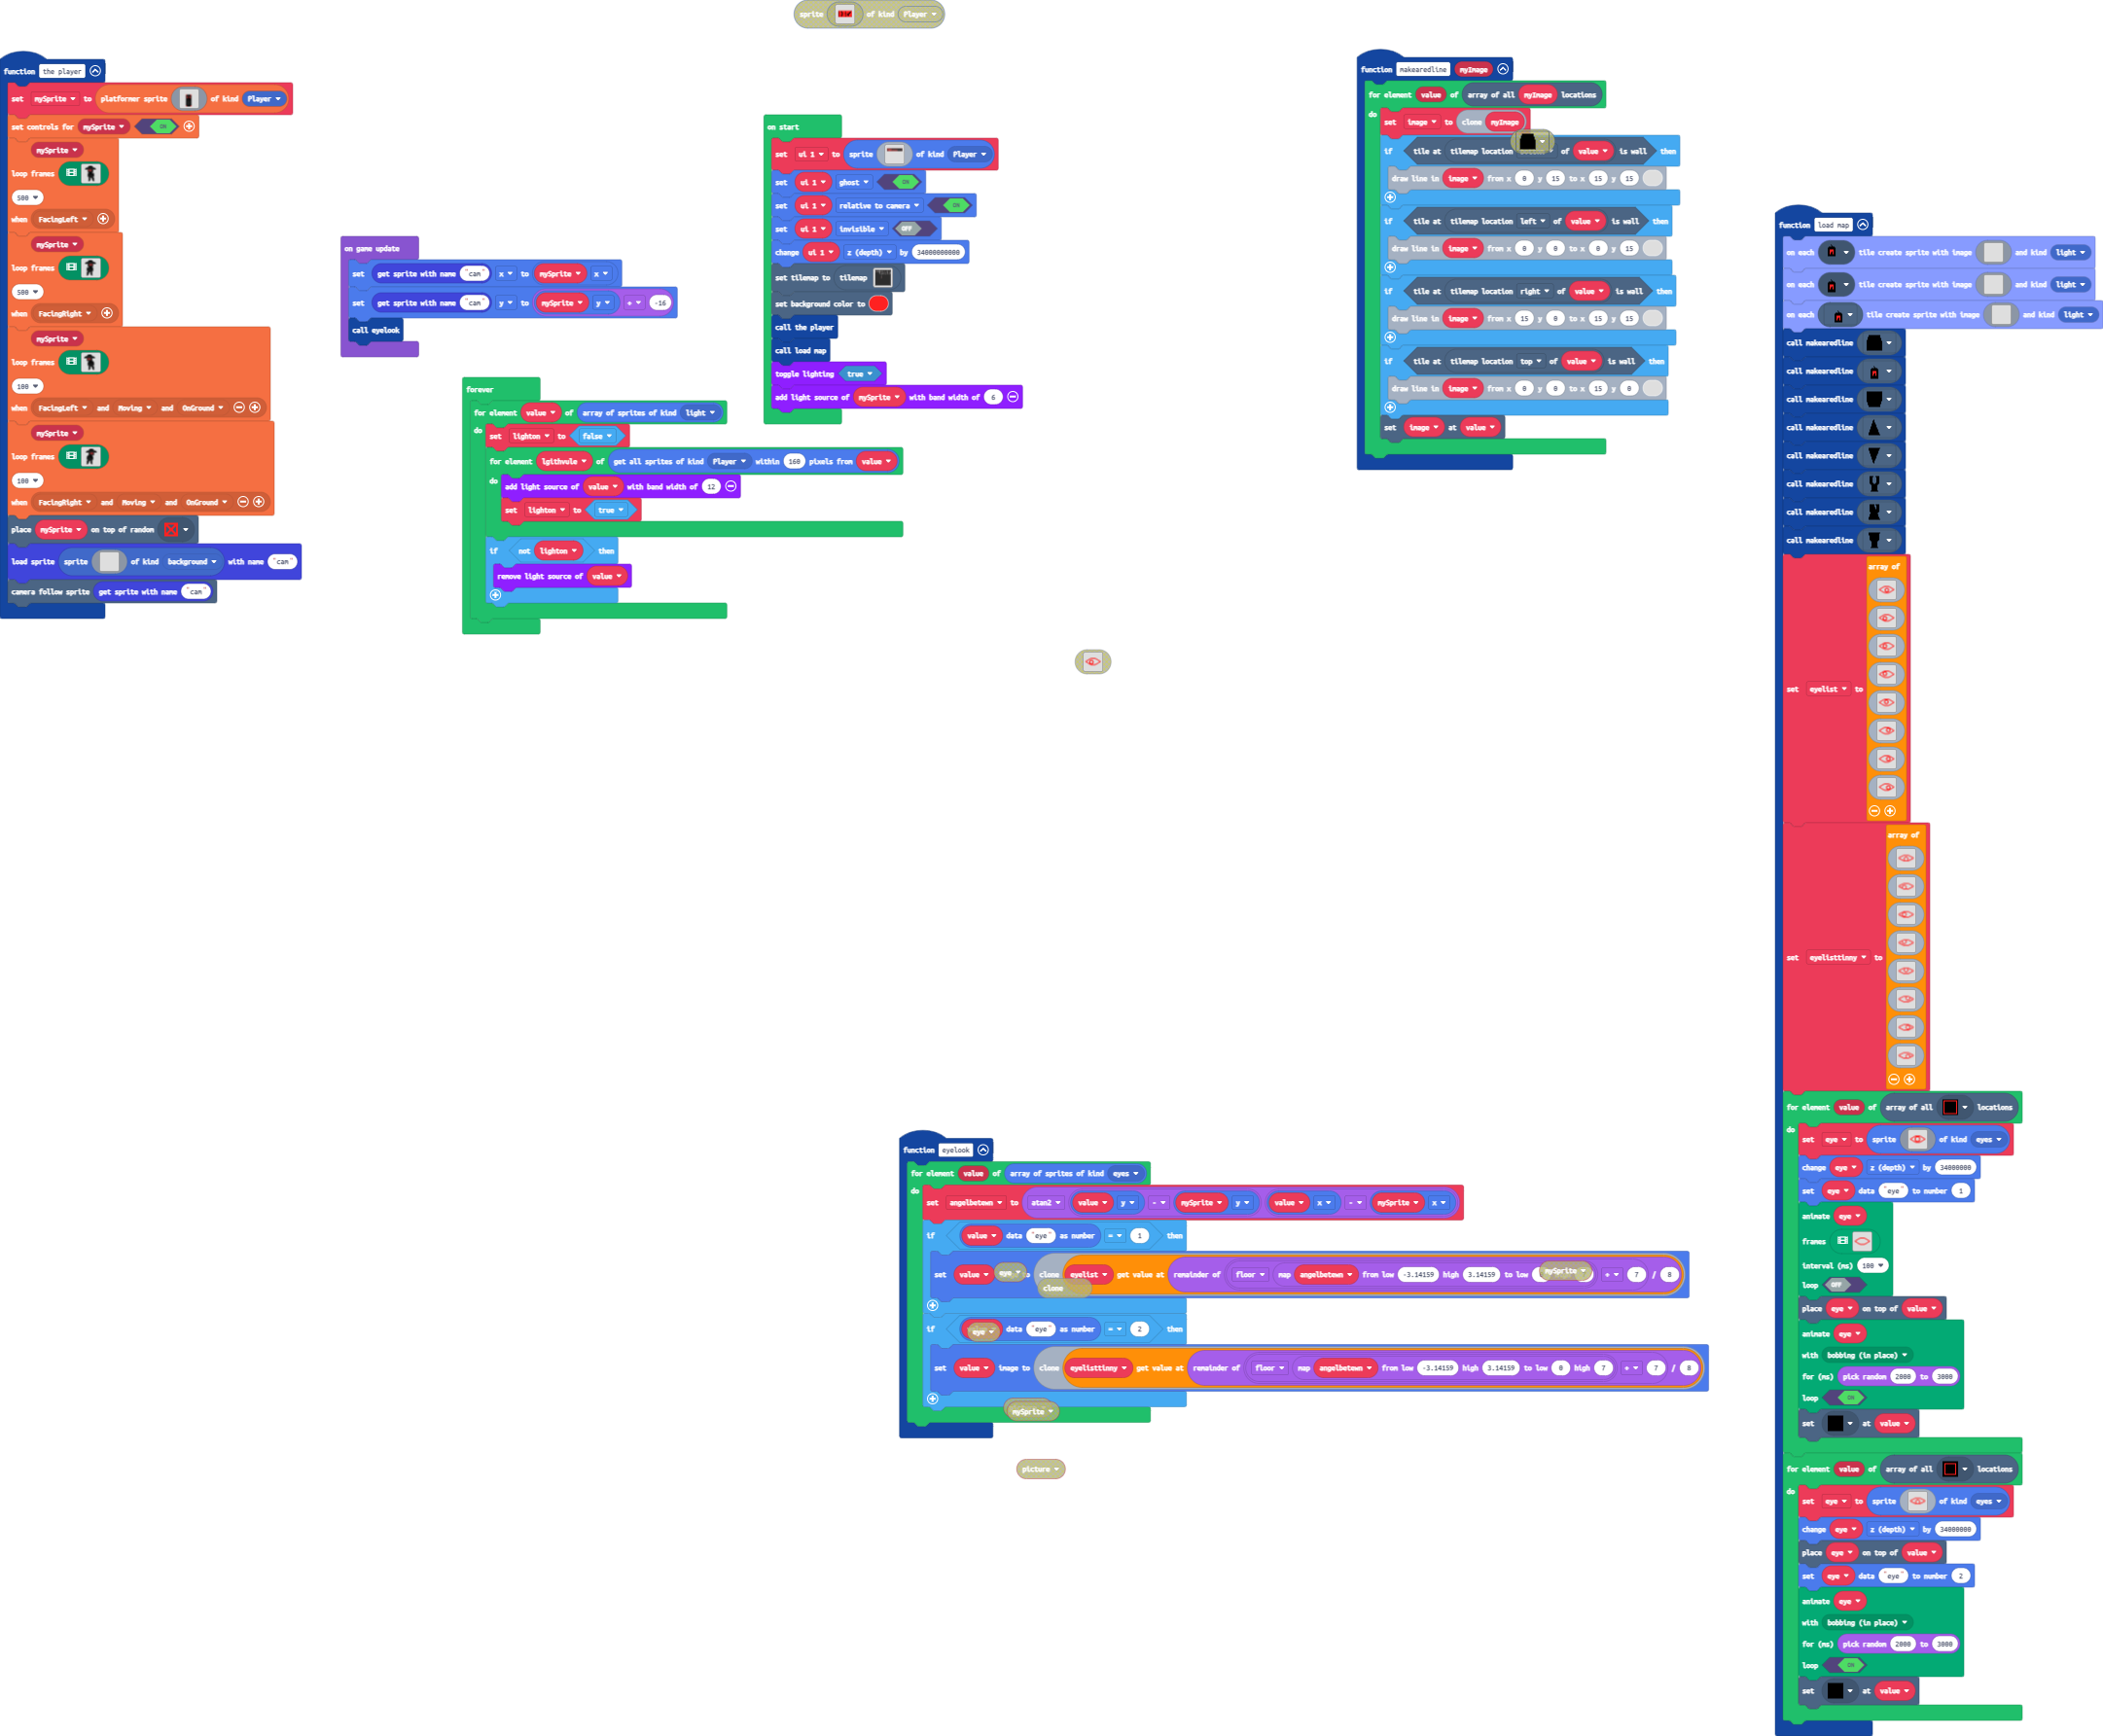 sprite of kind Player
function the player
set mySprite to platformer sprite of kind Player
set controls for mySprite ON
mySprite
loop frames
500
when FacingLeft
mySprite
loop frames
500
when FacingRight
mySprite
loop frames
100
when FacingLeft and Moving and OnGround
mySprite
loop frames
100
when FacingRight and Moving and OnGround
place mySprite on top of random
load sprite sprite of kind background with name "cam"
camera follow sprite get sprite with name "cam"
on game update
set get sprite with name "cam" x to mySprite x
set get sprite with name "cam" y to mySprite y + -16
call eyelook
forever
for element value of array of sprites of kind light
do
set lighton to false
for element lgithvule of get all sprites of kind Player within 160 pixels from value
do
add light source of value with band width of 12
set lighton to true
if not lighton then
remove light source of value
on start
set ui 1 to sprite of kind Player
set ui 1 ghost ON
set ui 1 relative to camera ON
set ui 1 invisible OFF
change ui 1 z (depth) by 34000000000
set tilemap to tilemap
set background color to
call the player
call load map
toggle lighting true
add light source of mySprite with band width of 6
function makearedline myImage
for element value of array of all myImage locations
do
set image to clone myImage
if tile at tilemap location of value is wall then
draw line in image from x 0 y 15 to x 15 y 15
if tile at tilemap location left of value is wall then
draw line in image from x 0 y 0 to x 0 y 15
if tile at tilemap location right of value is wall then
draw line in image from x 15 y 0 to x 15 y 15
if tile at tilemap location top of value is wall then
draw line in image from x 0 y 0 to x 15 y 0
set image at value
function eyelook
for element value of array of sprites of kind eyes
do
set angelbetewn to atan2 value y - mySprite y value x - mySprite x
if value data "eye" as number = 1 then
set value eye clone eyelist get value at remainder of floor map angelbetewn from low -3.14159 high 3.14159 to low mySprite + 7 / 8
clone
if eye data "eye" as number = 2 then
set value image to clone eyelisttinny get value at remainder of floor map angelbetewn from low -3.14159 high 3.14159 to low 0 high 7 + 7 / 8
mySprite
picture
function load map
on each tile create sprite with image and kind light
on each tile create sprite with image and kind light
on each tile create sprite with image and kind light
call makearedline
call makearedline
call makearedline
call makearedline
call makearedline
call makearedline
call makearedline
call makearedline
array of
set eyelist to
array of
set eyelisttinny to
for element value of array of all locations
do
set eye to sprite of kind eyes
change eye z (depth) by 34000000
set eye data "eye" to number 1
animate eye
frames
interval (ms) 100
loop OFF
place eye on top of value
animate eye
with bobbing (in place)
for (ms) pick random 2000 to 3000
loop ON
set at value
for element value of array of all locations
do
set eye to sprite of kind eyes
change eye z (depth) by 34000000
place eye on top of value
set eye data "eye" to number 2
animate eye
with bobbing (in place)
for (ms) pick random 2000 to 3000
loop ON
set at value